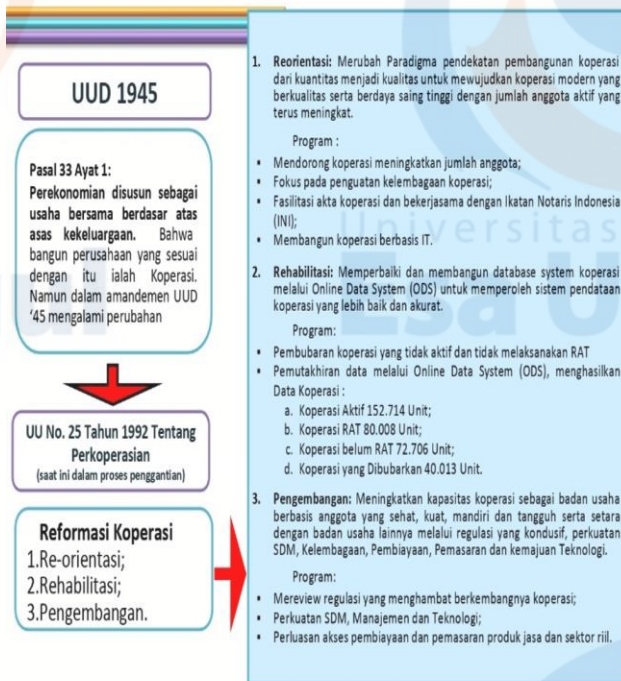 UUD 1945
Pasal 33 Ayat 1:
Perekonomian disusun sebagai
usaha bersama berdasar atas
asas kekeluargaan. Bahwa
bangun perusahaan yang sesuai
dengan itu ialah Koperasi.
Namun dalam amandemen UUD
'45 mengalami perubahan
UU No. 25 Tahun 1992 Tentang
Perkoperasian
(saat ini dalam proses penggantian)
Reformasi Koperasi
1.Re-orientasi;
2.Rehabilitasi;
3.Pengembangan.
1. Reorientasi: Merubah Paradigma pendekatan pembangunan koperasi
dari kuantitas menjadi kualitas untuk mewujudkan koperasi modern yang
berkualitas serta berdaya saing tinggi dengan jumlah anggota aktif yang
terus meningkat.
Program :
• Mendorong koperasi meningkatkan jumlah anggota;
• Fokus pada penguatan kelembagaan koperasi;
• Fasilitasi akta koperasi dan bekerjasama dengan Ikatan Notaris Indonesia
(INI);
• Membangun koperasi berbasis IT.
2. Rehabilitasi: Memperbaiki dan membangun database system koperasi
melalui Online Data System (ODS) untuk memperoleh sistem pendataan
koperasi yang lebih baik dan akurat.
Program:
• Pembubaran koperasi yang tidak aktif dan tidak melaksanakan RAT
• Pemutakhiran data melalui Online Data System (ODS), menghasilkan
Data Koperasi :
a. Koperasi Aktif 152.714 Unit;
b. Koperasi RAT 80.008 Unit;
c. Koperasi belum RAT 72.706 Unit;
d. Koperasi yang Dibubarkan 40.013 Unit.
3. Pengembangan: Meningkatkan kapasitas koperasi sebagai badan usaha
berbasis anggota yang sehat, kuat, mandiri dan tangguh serta setara
dengan badan usaha lainnya melalui regulasi yang kondusif, perkuatan
SDM, Kelembagaan, Pembiayaan, Pemasaran dan kemajuan Teknologi.
Program:
• Mereview regulasi yang menghambat berkembangnya koperasi;
• Perkuatan SDM, Manajemen dan Teknologi;
• Perluasan akses pembiayaan dan pemasaran produk jasa dan sektor riil.
Universitas
Esa U